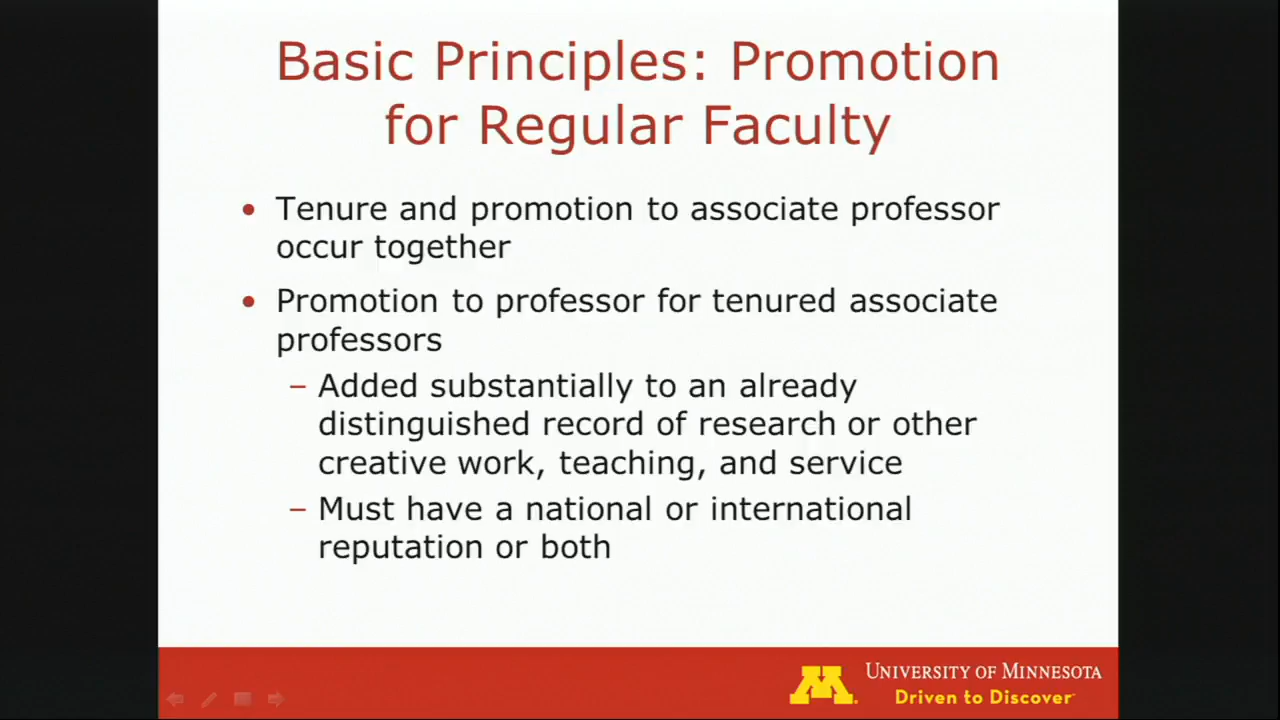 Basic Principles: Promotion
for Regular Faculty
• Tenure and promotion to associate professor
occur together
• Promotion to professor for tenured associate
professors
– Added substantially to an already
distinguished record of research or other
creative work, teaching, and service
– Must have a national or international
reputation or both
M
UNIVERSITY OF MINNESOTA
Driven to Discover